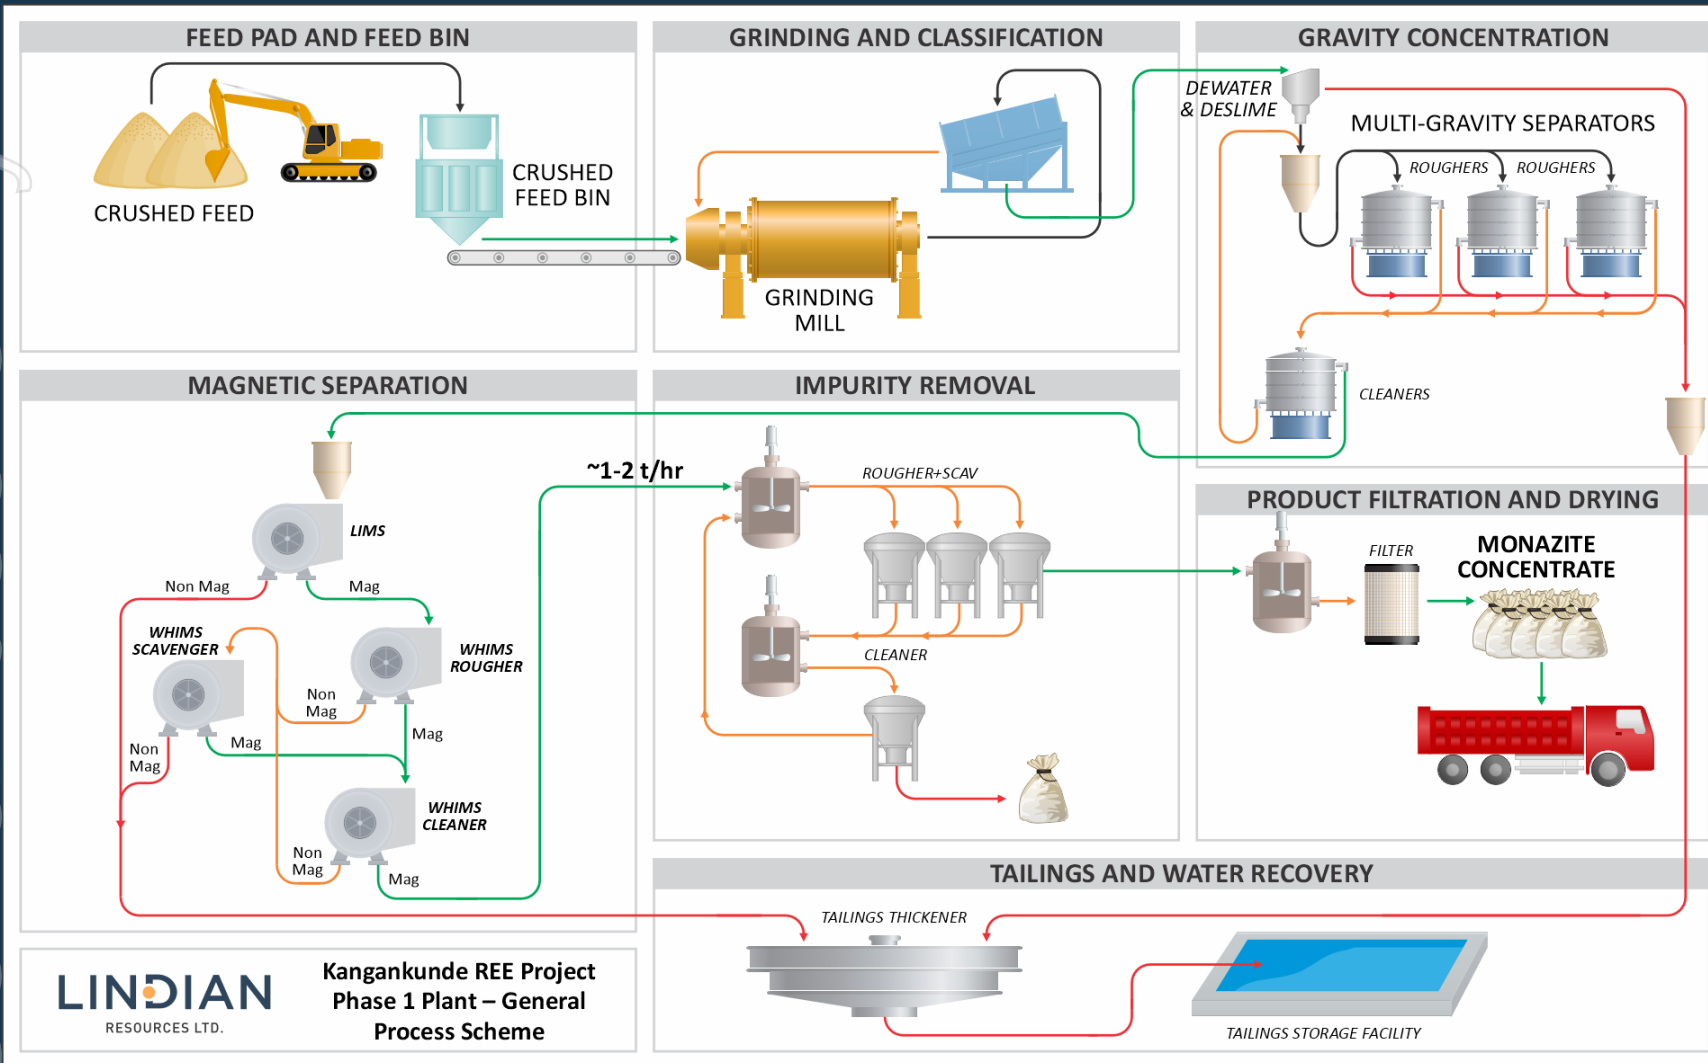 FEED PAD AND FEED BIN
CRUSHED FEED
CRUSHED
FEED BIN
GRINDING AND CLASSIFICATION
GRINDING
MILL
GRAVITY CONCENTRATION
DEWATER
& DESLIME
MULTI-GRAVITY SEPARATORS
ROUGHERS
ROUGHERS
CLEANERS
MAGNETIC SEPARATION
LIMS
Non Mag
Mag
WHIMS
SCAVENGER
WHIMS
ROUGHER
Non
Mag
Mag
Non
Mag
Mag
WHIMS
CLEANER
Non
Mag
Mag
IMPURITY REMOVAL
~1-2 t/hr
ROUGHER+SCAV
CLEANER
PRODUCT FILTRATION AND DRYING
FILTER
MONAZITE
CONCENTRATE
TAILINGS AND WATER RECOVERY
TAILINGS THICKENER
TAILINGS STORAGE FACILITY
LINDIAN
RESOURCES LTD.
Kangankunde REE Project
Phase 1 Plant – General
Process Scheme